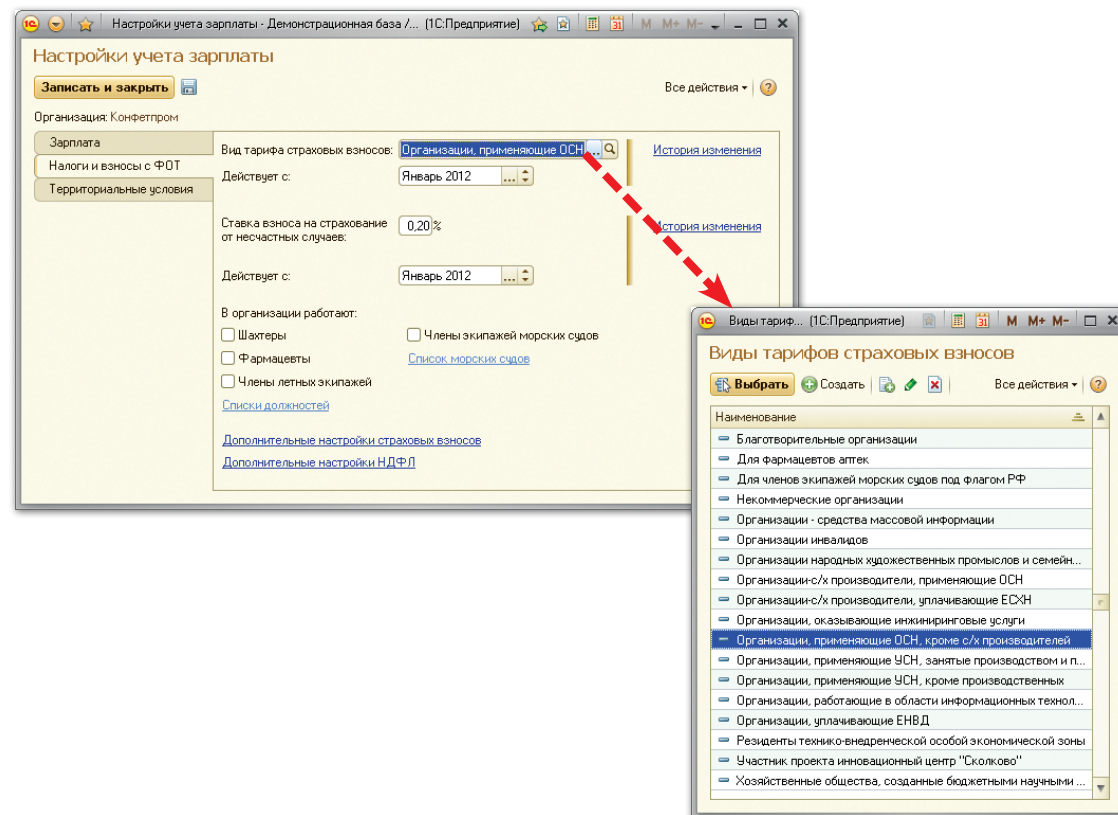 Настройки учета зарплаты - Демонстрационная база /... (1С:Предприятие) M M+ M-
Настройки учета зарплаты
Записать и закрыть
Все действия
Организация: Конфетпром
Зарплата
Налоги и взносы с ФОТ
Территориальные условия
Вид тарифа страховых взносов: Организации, применяющие ОСН ... История изменения
Действует с: Январь 2012 ...
Ставка взноса на страхование от несчастных случаев: 0,20 % История изменения
Действует с: Январь 2012 ...
В организации работают:
Шахтеры
Члены экипажей морских судов
Фармацевты
Список морских судов
Члены летных экипажей
Списки должностей
Дополнительные настройки страховых взносов
Дополнительные настройки НДФЛ
Виды тариф... (1С:Предприятие) M M+ M-
Виды тарифов страховых взносов
Выбрать Создать Все действия
Наименование
Благотворительные организации
Для фармацевтов аптек
Для членов экипажей морских судов под флагом РФ
Некоммерческие организации
Организации - средства массовой информации
Организации инвалидов
Организации народных художественных промыслов и семейн...
Организации-с/х производители, применяющие ОСН
Организации-с/х производители, уплачивающие ЕСХН
Организации, оказывающие инжиниринговые услуги
Организации, применяющие ОСН, кроме с/х производителей
Организации, применяющие УСН, занятые производством и п...
Организации, применяющие УСН, кроме производственных
Организации, работающие в области информационных технол...
Организации, уплачивающие ЕНВД
Резиденты технико-внедренческой особой экономической зоны
Участник проекта инновационный центр "Сколково"
Хозяйственные общества, созданные бюджетными научными ...